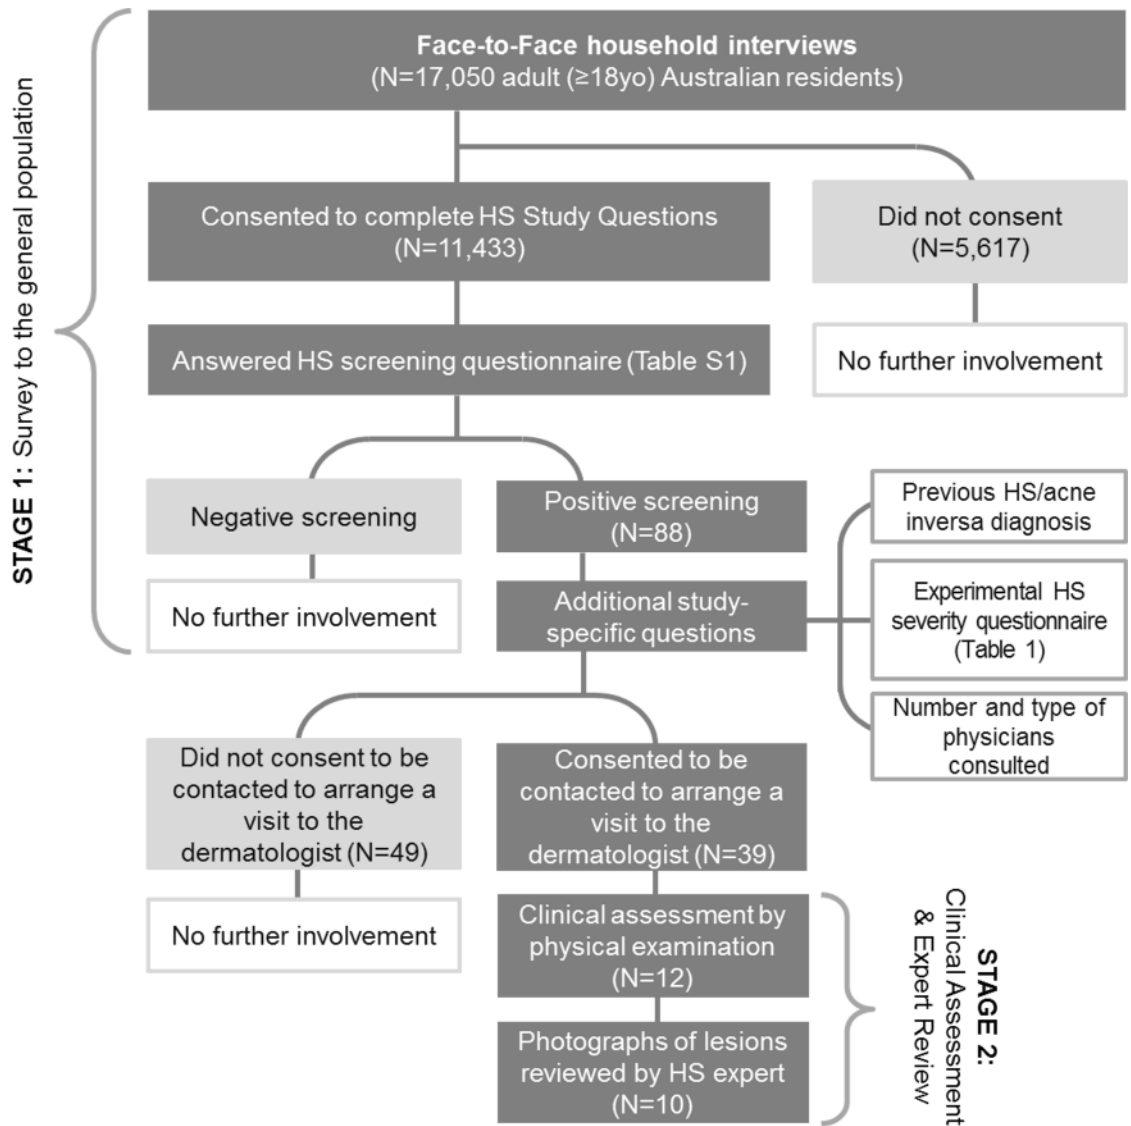 STAGE 1: Survey to the general population
Face-to-Face household interviews
(N=17,050 adult (≥18yo) Australian residents)
Consented to complete HS Study Questions
(N=11,433)
Did not consent
(N=5,617)
No further involvement
Answered HS screening questionnaire (Table S1)
Negative screening
No further involvement
Positive screening
(N=88)
Additional study-
specific questions
Previous HS/acne
inversa diagnosis
Experimental HS
severity questionnaire
(Table 1)
Number and type of
physicians
consulted
Did not consent to be
contacted to arrange a
visit to the
dermatologist (N=49)
No further involvement
Consented to be
contacted to arrange a
visit to the
dermatologist (N=39)
Clinical assessment by
physical examination
(N=12)
Photographs of lesions
reviewed by HS expert
(N=10)
STAGE 2:
Clinical Assessment
& Expert Review